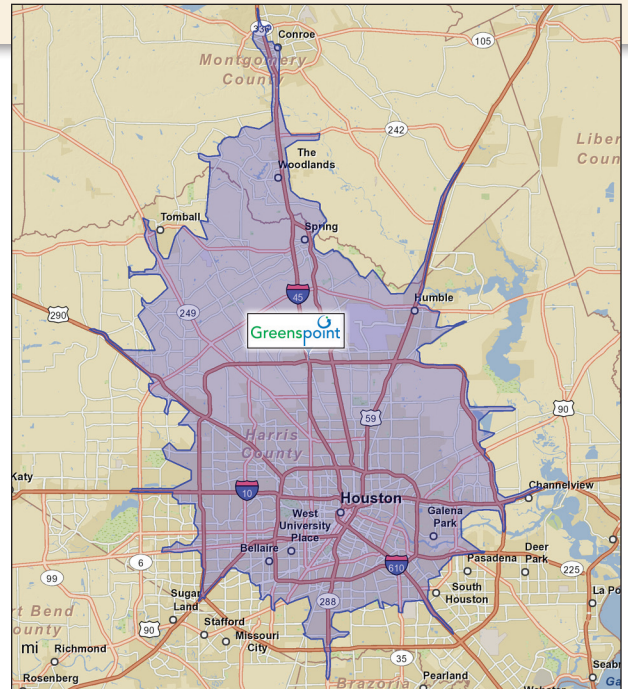 336
Conroe
105
Montgomery
County
242
The
Woodlands
Liber
Coun
Tomball
Spring
45
Humble
290
249
Greenspoint
59
90
Harris
County
Katy
10
Houston
Channelview
West
University
Place
Galena
Park
Bellaire
6
610
Pasadena
Deer
Park
225
99
Sugar
Land
288
South
Houston
La Po
rt Bend
ounty
90
Stafford
Missouri
City
mi
Richmond
35
Seabr
Rosenberg
Pearland
Brazoria
Webster
Ga